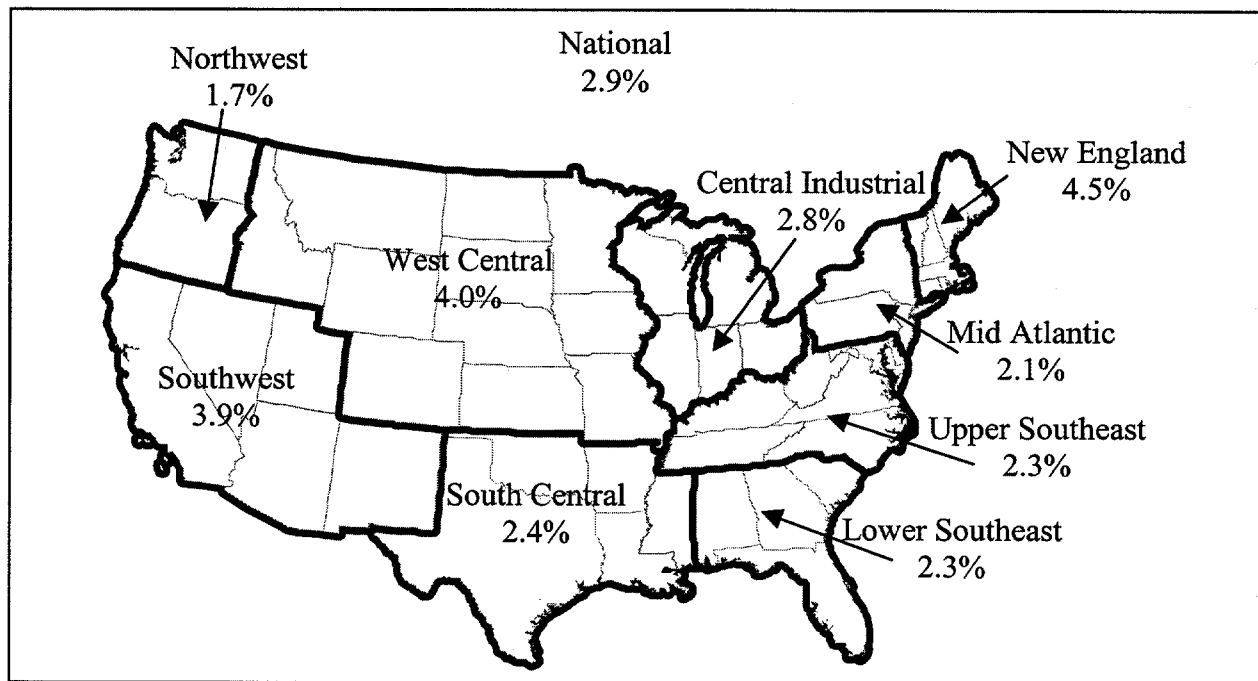 National
2.9%
Northwest
1.7%
New England
4.5%
Central Industrial
2.8%
West Central
4.0%
Mid Atlantic
2.1%
Southwest
3.9%
Upper Southeast
2.3%
South Central
2.4%
Lower Southeast
2.3%